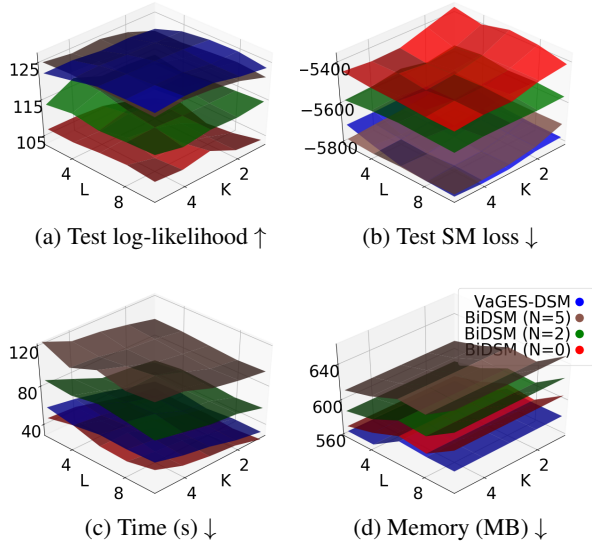 125
115
105
4
L
8
K
4
2
(a) Test log-likelihood ↑
−5400
−5600
−5800
4
L
8
K
4
2
(b) Test SM loss ↓
120
80
40
4
L
8
K
4
2
(c) Time (s) ↓
VaGES-DSM
BiDSM (N=5)
BiDSM (N=2)
BiDSM (N=0)
640
600
560
4
L
8
K
4
2
(d) Memory (MB) ↓